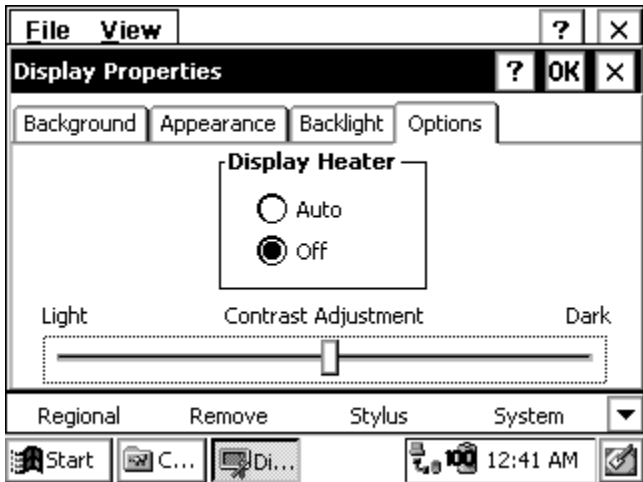 File View ? ×
Display Properties ? OK ×
Background Appearance Backlight Options
Display Heater
Auto
Off
Light Contrast Adjustment Dark
Regional Remove Stylus System
Start C... Di... 100 12:41 AM